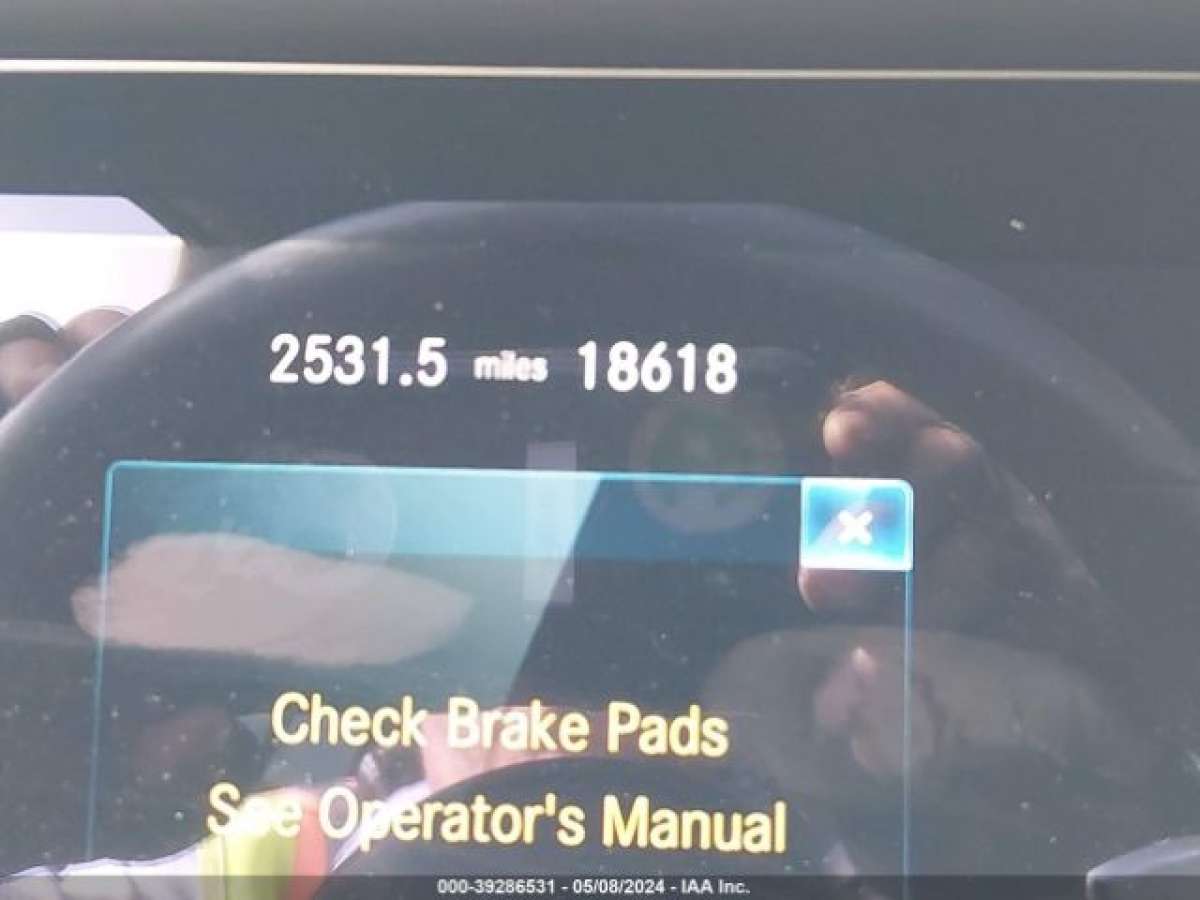 2531.5 miles 18618
Check Brake Pads
See Operator's Manual
000-39286531 - 05/08/2024 - IAA Inc.